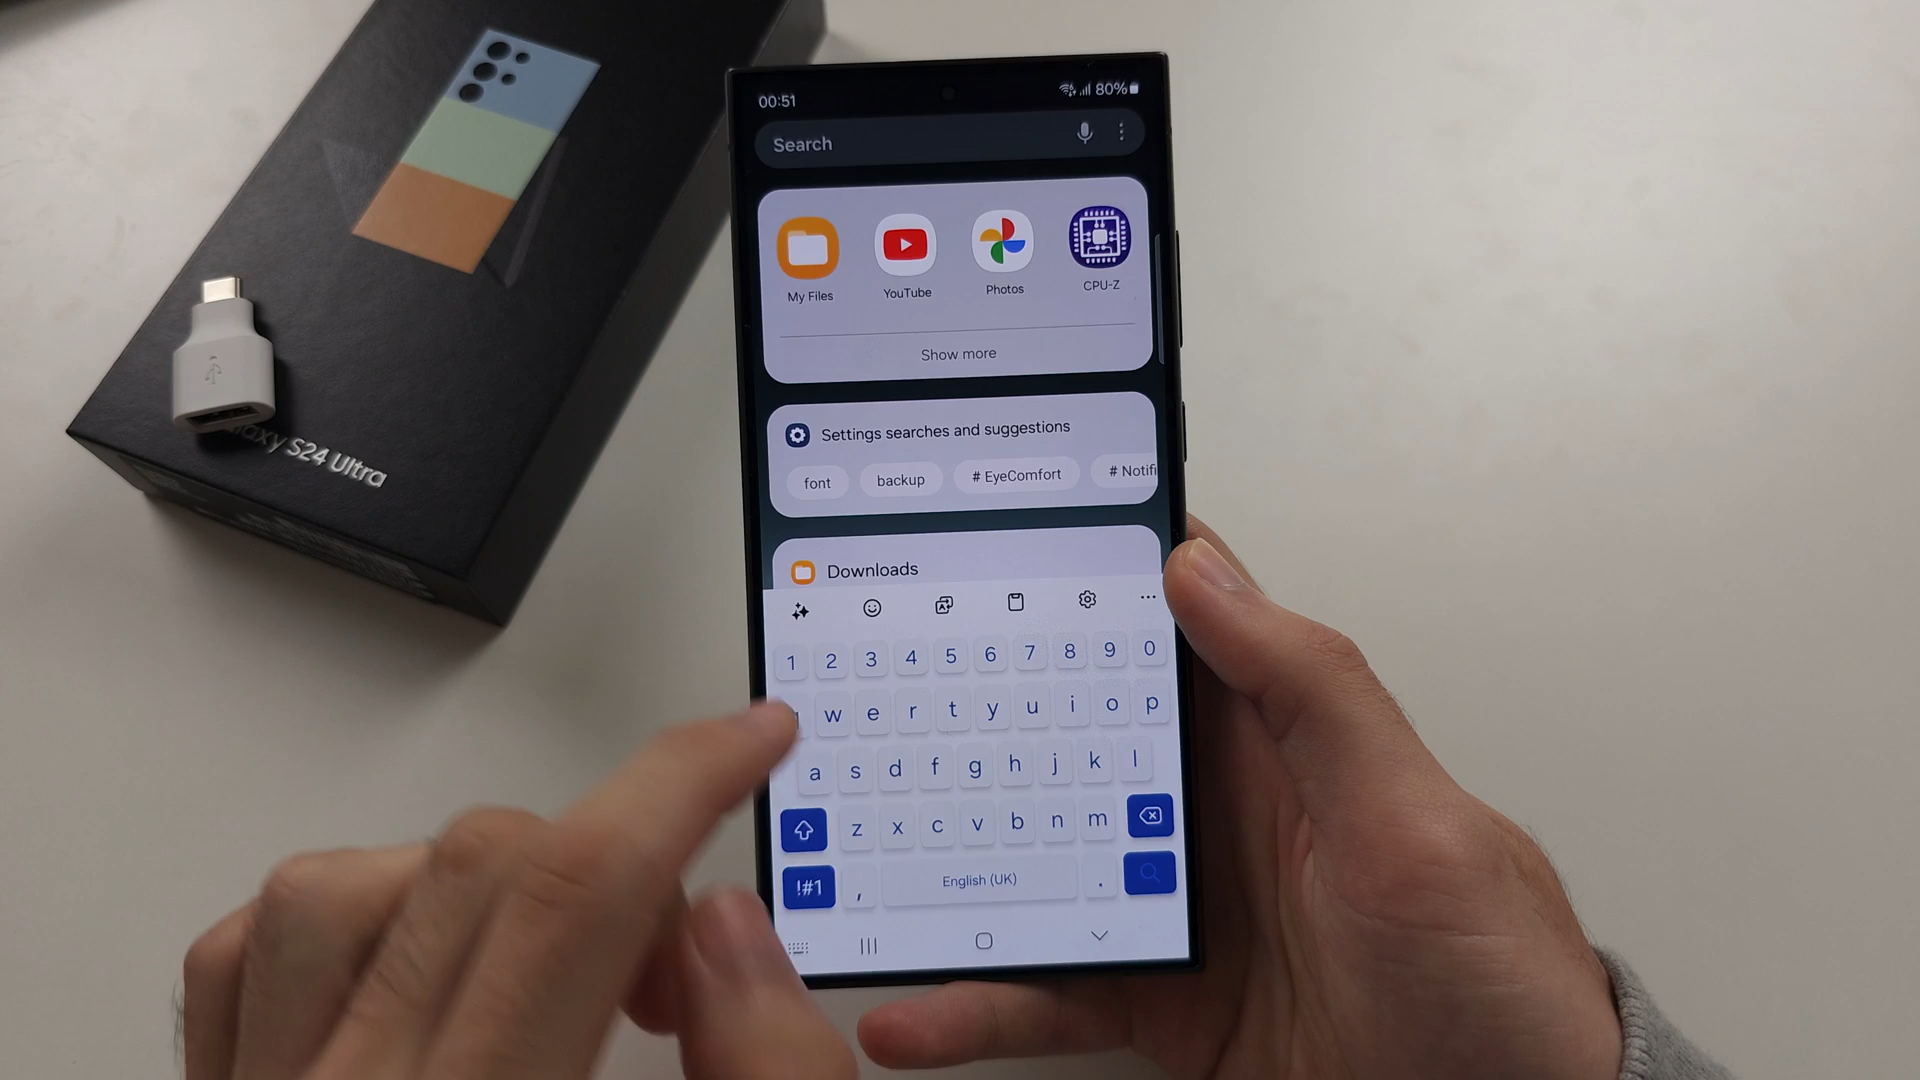 00:51
80%
Search
My Files
YouTube
Photos
CPU-Z
Show more
Settings searches and suggestions
font
backup
# EyeComfort
# Notifi
Downloads
1 2 3 4 5 6 7 8 9 0
w e r t y u i o p
a s d f g h j k l
z x c v b n m
!#1 , English (UK) .
S24 Ultra